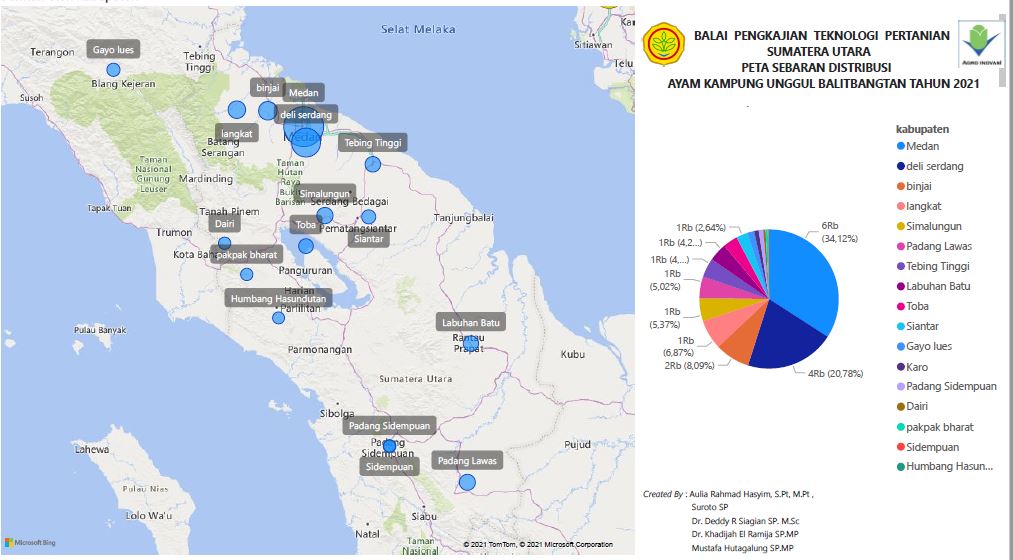 Selat Melaka
Terangon
Gayo lues
Blang Kejeran
Susoh
Tebing
Tinggi
binjai
Medan
deli serdang
Medan
langkat
Batang
Serangan
Tebing Tinggi
Taman
Nasional
Gunung
Leuser
Mardinding
Taman
Hutan
Raya
Bukit
Barisan
Simalungun
Serdang Bedagai
Tapak Tuan
Tanah Pinem
Dairi
Toba
Pematangsiantar
Siantar
Tanjungbalai
Trumon
Kota Baharu
pakpak bharat
Pangururan
Humbang Hasundutan
Harian
Parlilitan
Labuhan Batu
Rantau
Prapat
Kubu
Pulau Banyak
Parmonangan
Sumatera Utara
Sibolga
Padang Sidempuan
Padang
Sidempuan
Sidempuan
Padang Lawas
Pujud
Lahewa
Pulau Nias
Lolo Wa'u
Siabu
Natal
Taman
Nasional
Microsoft Bing
© 2021 TomTom, © 2021 Microsoft Corporation
Sitiawan
Telu
BALAI PENGKAJIAN TEKNOLOGI PERTANIAN
SUMATERA UTARA
PETA SEBARAN DISTRIBUSI
AYAM KAMPUNG UNGGUL BALITBANGTAN TAHUN 2021
AGRO INOVASI
kabupaten
Medan
deli serdang
binjai
langkat
Simalungun
Padang Lawas
Tebing Tinggi
Labuhan Batu
Toba
Siantar
Gayo lues
Karo
Padang Sidempuan
Dairi
pakpak bharat
Sidempuan
Humbang Hasun...
6Rb
(34,12%)
4Rb (20,78%)
2Rb (8,09%)
1Rb
(6,87%)
1Rb
(5,37%)
1Rb
(5,02%)
1Rb (4,...)
1Rb (4,2...)
1Rb (2,64%)
Created By : Aulia Rahmad Hasyim, S.Pt, M.Pt ,
Suroto SP
Dr. Deddy R Siagian SP. M.Sc
Dr. Khadijah El Ramija SP.MP
Mustafa Hutagalung SP.MP